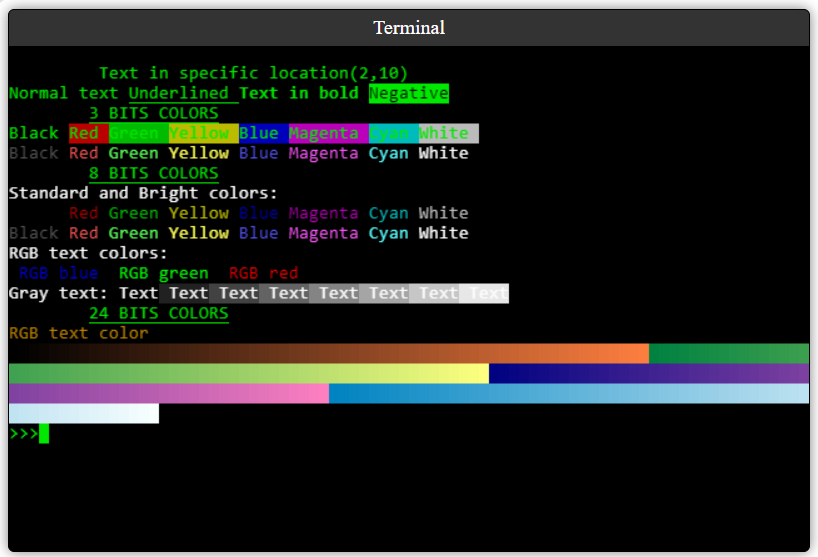 Terminal
Text in specific location(2,10)
Normal text Underlined Text in bold Negative
3 BITS COLORS
Black Red Green Yellow Blue Magenta Cyan White
Black Red Green Yellow Blue Magenta Cyan White
8 BITS COLORS
Standard and Bright colors:
Red Green Yellow Blue Magenta Cyan White
Black Red Green Yellow Blue Magenta Cyan White
RGB text colors:
RGB blue RGB green RGB red
Gray text: Text Text Text Text Text Text Text Text
24 BITS COLORS
RGB text color
>>>